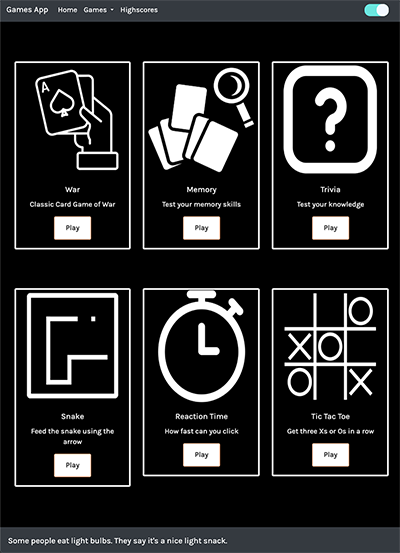 Games App Home Games Highscores
A
War
Classic Card Game of War
Play
Memory
Test your memory skills
Play
?
Trivia
Test your knowledge
Play
Snake
Feed the snake using the
arrow
Play
Reaction Time
How fast can you click
Play
O
X O
O X
Tic Tac Toe
Get three Xs or Os in a row
Play
Some people eat light bulbs. They say it's a nice light snack.